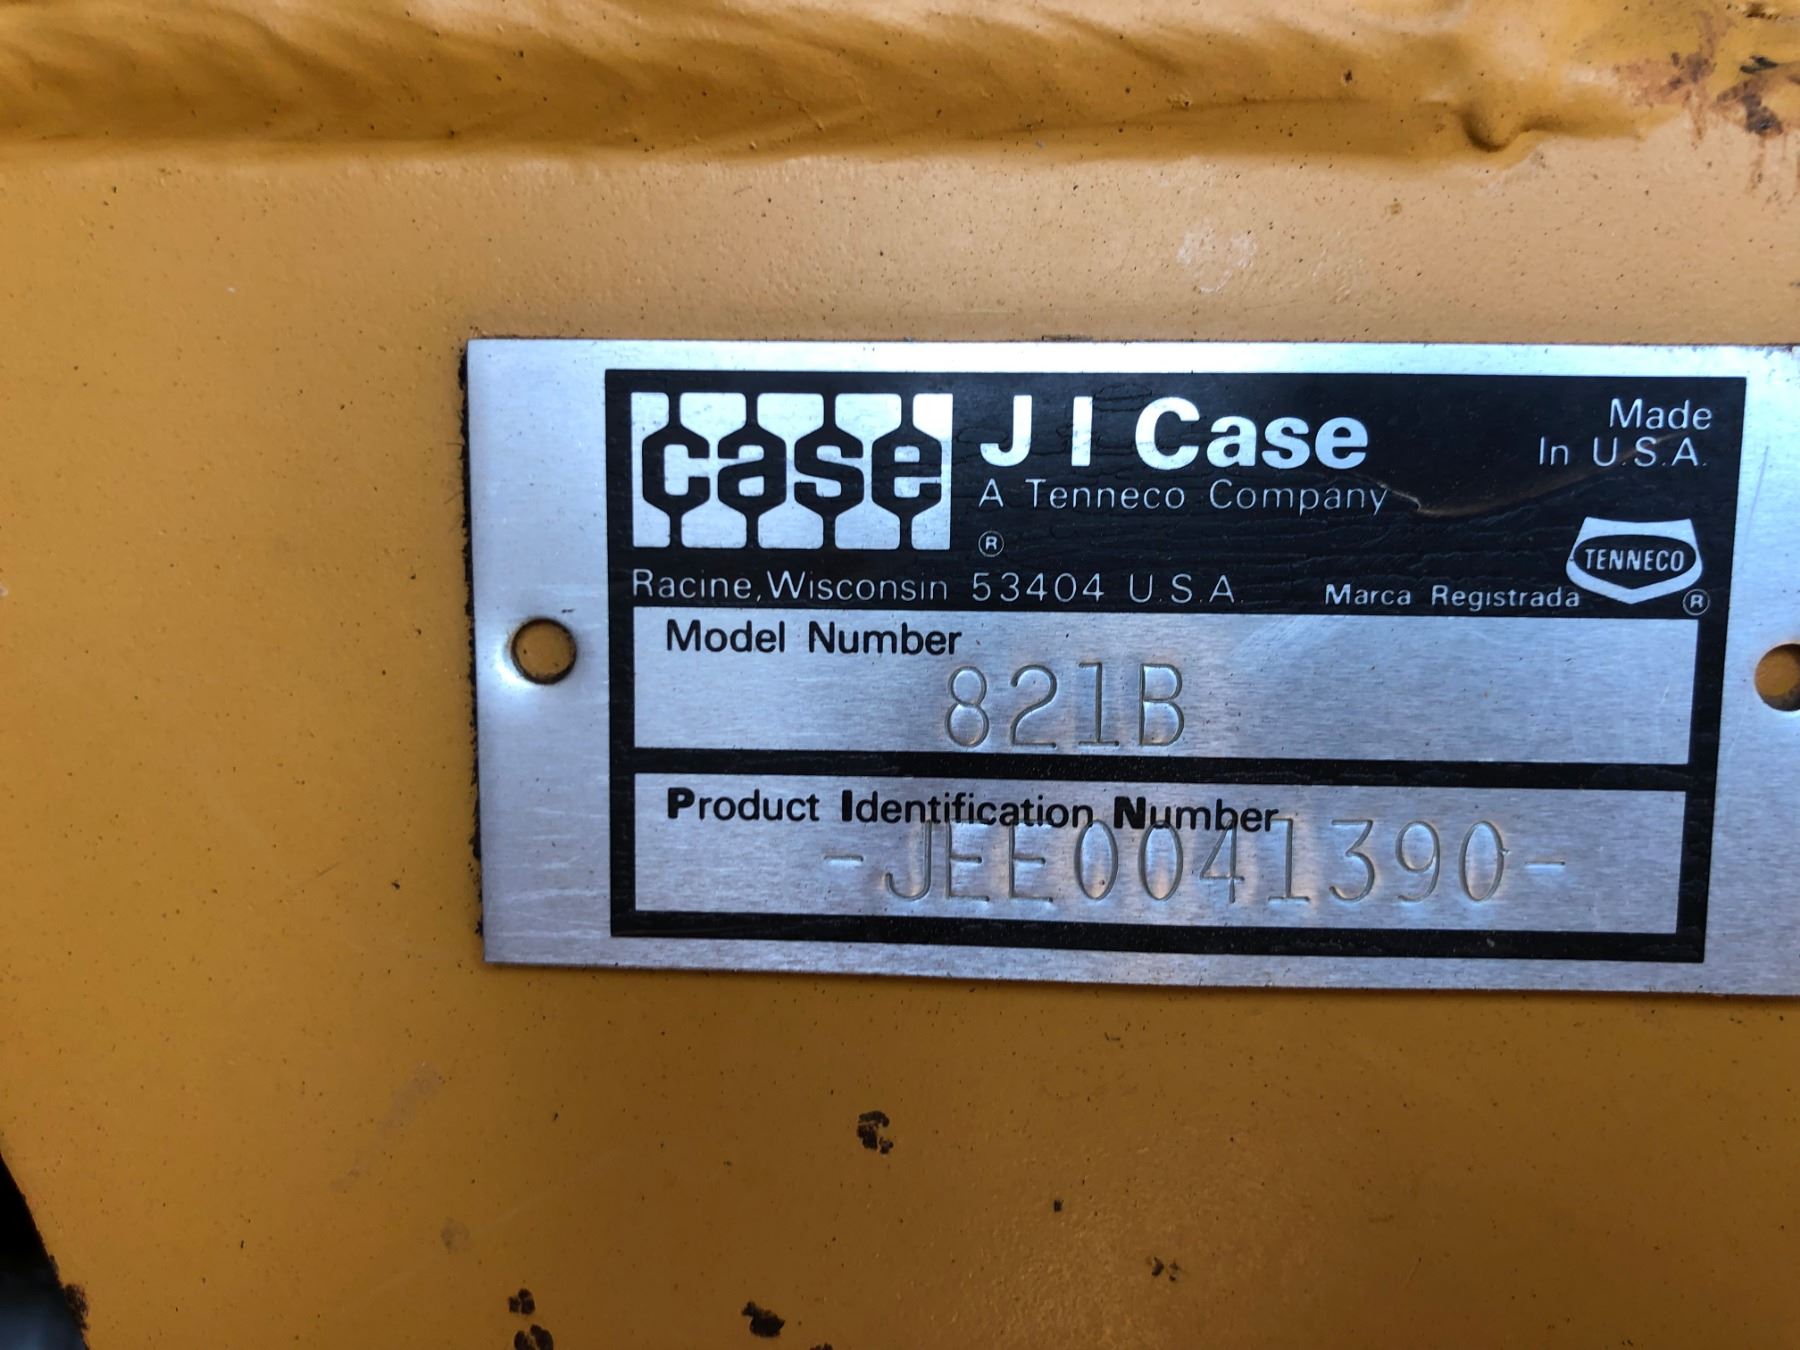 case
J I Case
A Tenneco Company
®
Made
In U.S.A.
TENNECO
®
Racine, Wisconsin 53404 U.S.A.
Marca Registrada
Model Number
821B
Product Identification Number
-JEE0041390-